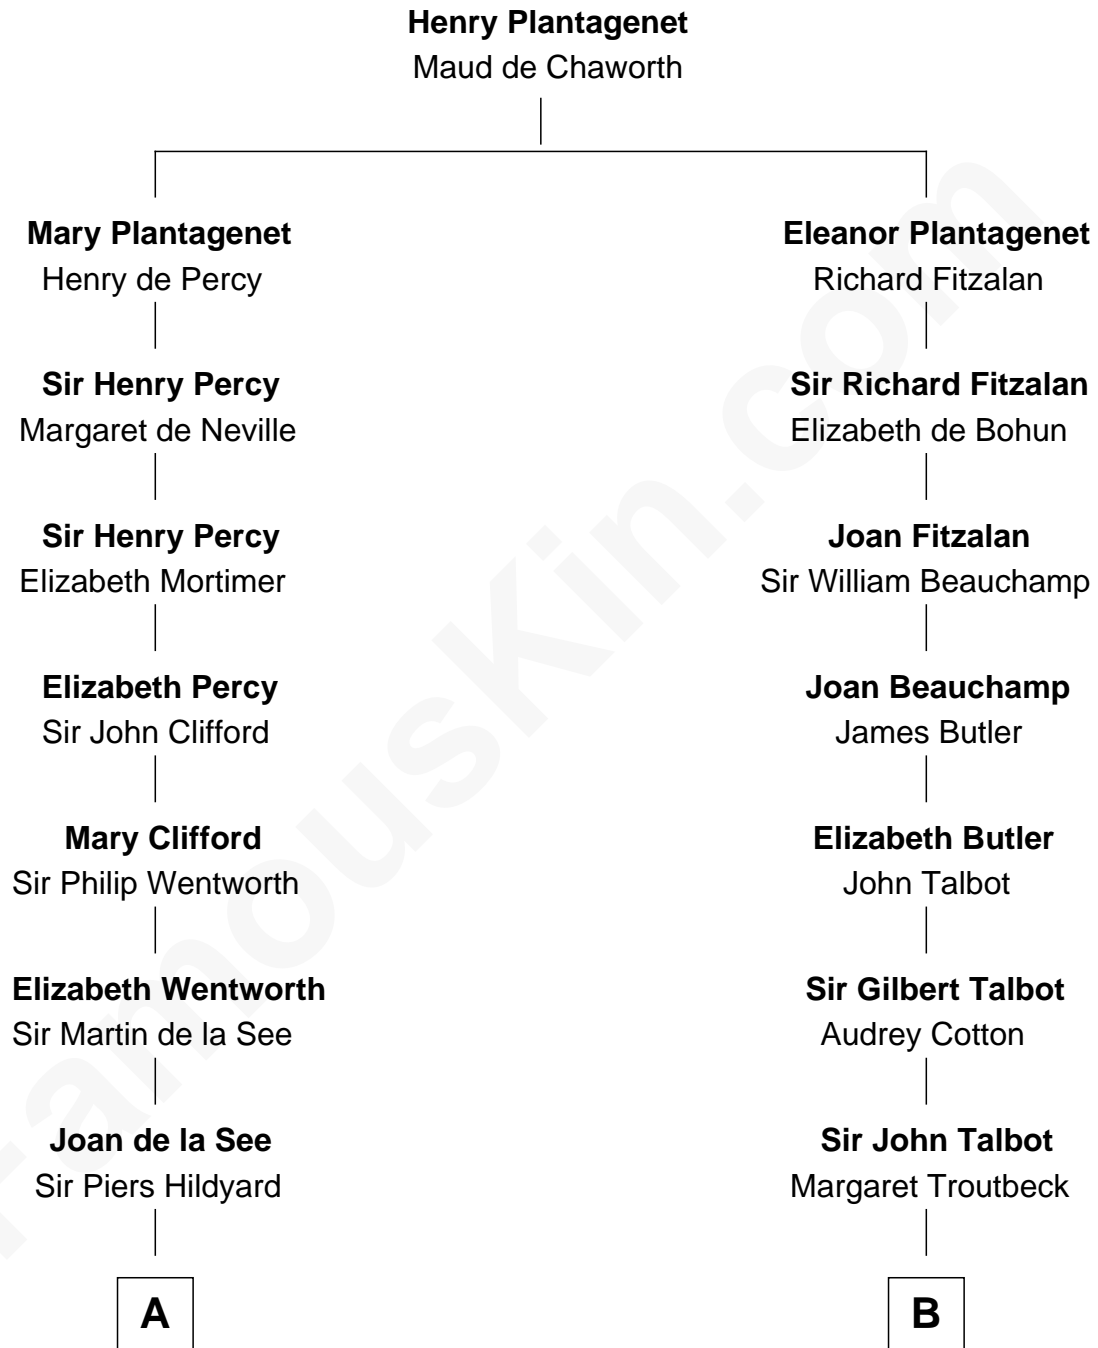 Henry Plantagenet
Maud de Chaworth
Mary Plantagenet
Henry de Percy
Sir Henry Percy
Margaret de Neville
Sir Henry Percy
Elizabeth Mortimer
Elizabeth Percy
Sir John Clifford
Mary Clifford
Sir Philip Wentworth
Elizabeth Wentworth
Sir Martin de la See
Joan de la See
Sir Piers Hildyard
A
Eleanor Plantagenet
Richard Fitzalan
Sir Richard Fitzalan
Elizabeth de Bohun
Joan Fitzalan
Sir William Beauchamp
Joan Beauchamp
James Butler
Elizabeth Butler
John Talbot
Sir Gilbert Talbot
Audrey Cotton
Sir John Talbot
Margaret Troutbeck
B
FamousKin.com